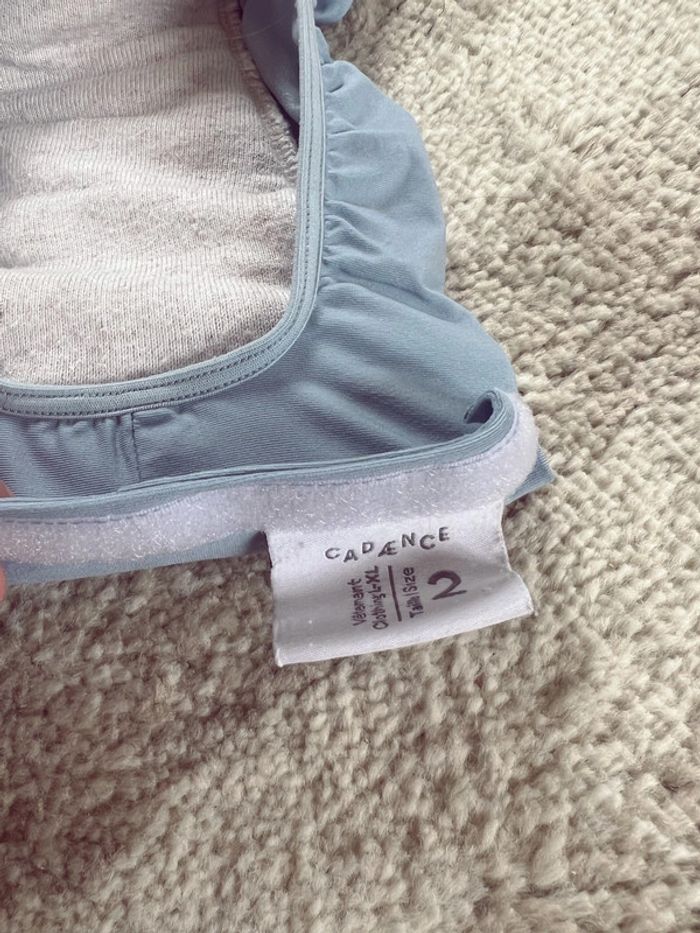 CADÆNCE
Vêtement
Clothing L-XL
Taille/Size
2